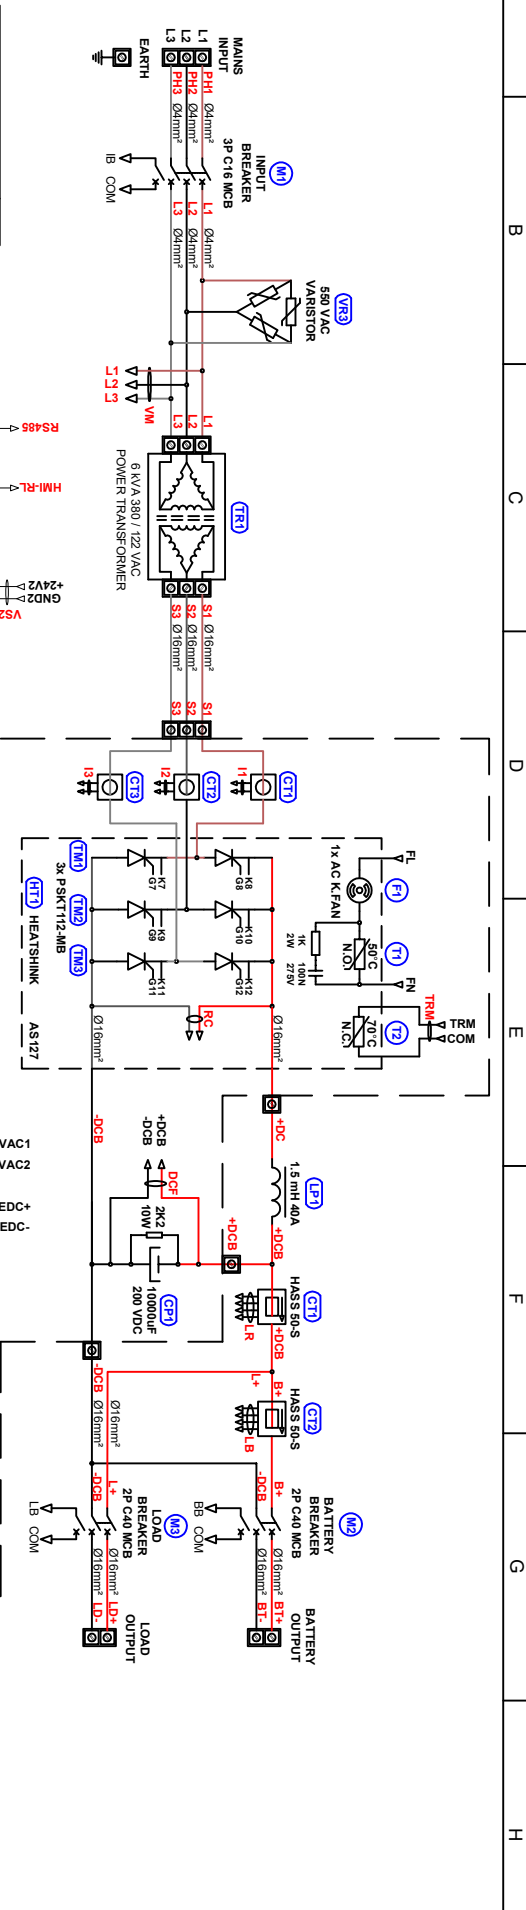 B
C
D
E
F
G
H
MAINS
INPUT
L1
L2
L3
EARTH
PH1
PH2
PH3
Ø4mm²
Ø4mm²
Ø4mm²
M1
INPUT
BREAKER
3P C16 MCB
IB
COM
L1
L2
L3
Ø4mm²
Ø4mm²
Ø4mm²
VR3
550 VAC
VARISTOR
L1
L2
L3
VM
L1
L2
L3
TR1
6 kVA 380 / 122 VAC
POWER TRANSFORMER
RS485
HMI-RL
+24V2
GND2
VS2
S1
S2
S3
Ø16mm²
Ø16mm²
Ø16mm²
S1
S2
S3
I1
CT1
I2
CT2
I3
CT3
TM1
TM2
TM3
3x PSKT112-MB
HT1
HEATSHINK
AS127
K7
G7
K8
G8
K9
G9
K10
G10
K11
G11
K12
G12
FL
F1
1x AC K.FAN
T1
50°C
N.O.
1K
2W
100N
275V
FN
T2
70°C
N.C.
TRM
TRM
COM
RC
Ø16mm²
Ø16mm²
+DC
-DCB
LP1
1.5 mH 40A
+DCB
+DCB
-DCB
DCF
2K2
10W
CP1
10000uF
200 VDC
+DCB
VAC1
VAC2
EDC+
EDC-
CT1
HASS 50-S
LR
+DCB
CT2
HASS 50-S
LB
B+
L+
-DCB
Ø16mm²
Ø16mm²
B+
-DCB
M2
BATTERY
BREAKER
2P C40 MCB
BB
COM
Ø16mm²
BT+
BT-
BATTERY
OUTPUT
L+
-DCB
M3
LOAD
BREAKER
2P C40 MCB
LB
COM
Ø16mm²
Ø16mm²
LD+
LD-
LOAD
OUTPUT